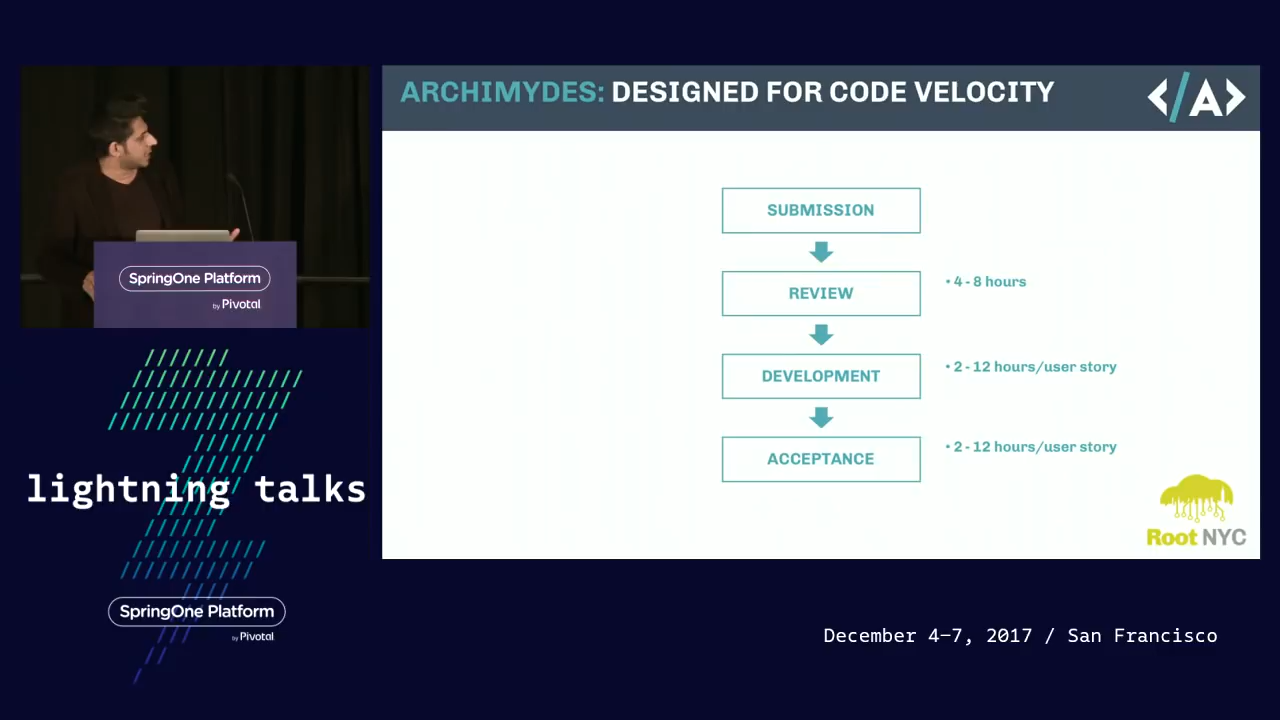 ARCHIMYDES: DESIGNED FOR CODE VELOCITY
</A>
SUBMISSION
REVIEW
• 4 - 8 hours
DEVELOPMENT
• 2 - 12 hours/user story
ACCEPTANCE
• 2 - 12 hours/user story
Root NYC
SpringOne Platform
by Pivotal
lightning talks
SpringOne Platform
by Pivotal
December 4–7, 2017 / San Francisco